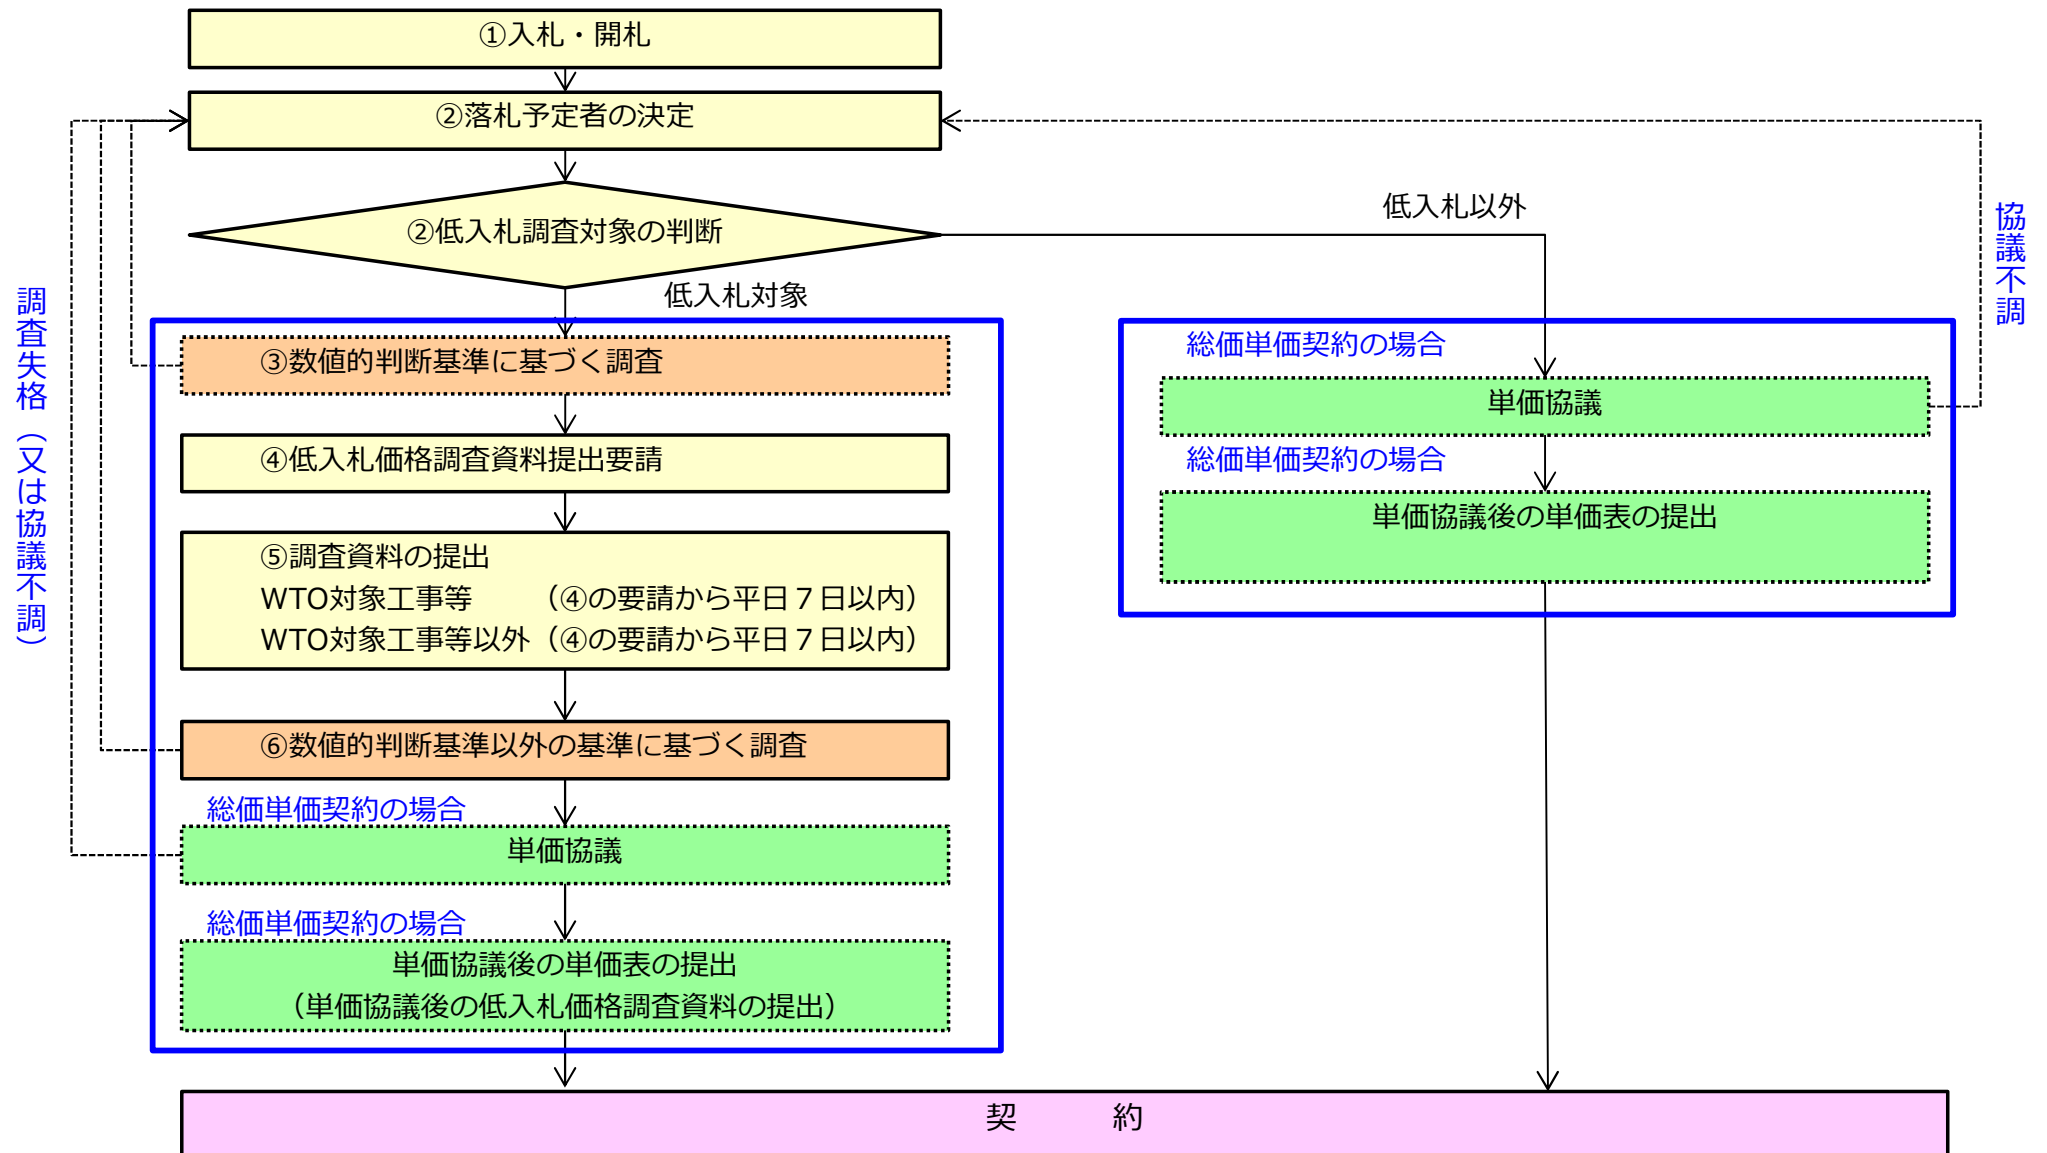 ①入札・開札
②落札予定者の決定
②低入札調査対象の判断
低入札以外
低入札対象
協議不調
調査失格（又は協議不調）
③数値的判断基準に基づく調査
④低入札価格調査資料提出要請
⑤調査資料の提出
WTO対象工事等　　（④の要請から平日７日以内）
WTO対象工事等以外（④の要請から平日７日以内）
⑥数値的判断基準以外の基準に基づく調査
総価単価契約の場合
単価協議
総価単価契約の場合
単価協議後の単価表の提出
（単価協議後の低入札価格調査資料の提出）
総価単価契約の場合
単価協議
総価単価契約の場合
単価協議後の単価表の提出
契　　　約